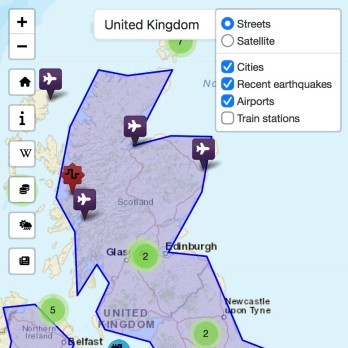 +
United Kingdom
Streets
−
Satellite
7
No
Cities
Recent earthquakes
Airports
i
Train stations
W
Scotland
Glas
2
Edinburgh
5
UNITED
KINGDOM
Newcastle
upon Tyne
Northern
Ireland
2
Belfast